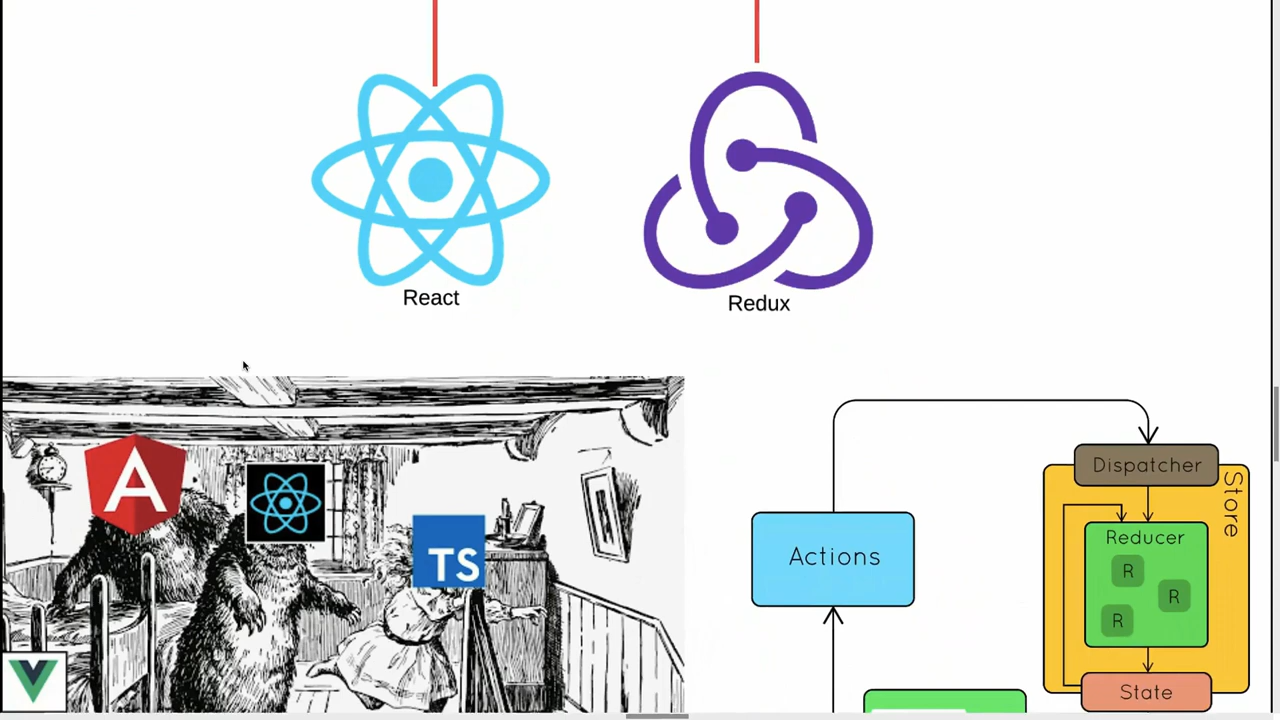 React
Redux
A
TS
Dispatcher
Store
Actions
Reducer
R
R
R
State